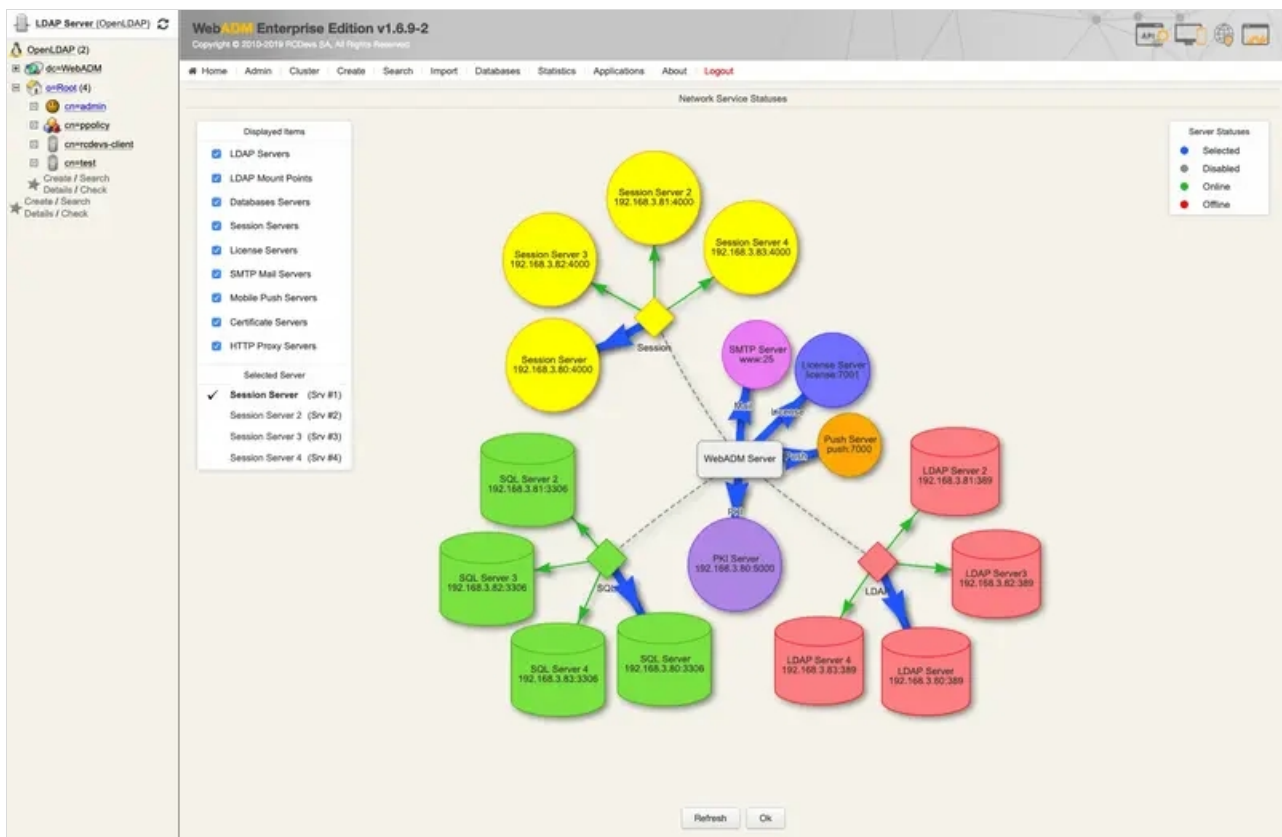 LDAP Server (OpenLDAP)
OpenLDAP (2)
dc=WebADM
o=Root (4)
cn=admin
cn=ppolicy
cn=rcdevs-client
cn=test
Create / Search
Details / Check
Create / Search
Details / Check
WebADM Enterprise Edition v1.6.9-2
Copyright © 2010-2019 RCDevs SA, All Rights Reserved
Home Admin Cluster Create Search Import Databases Statistics Applications About Logout
Network Service Statuses
Displayed Items
LDAP Servers
LDAP Mount Points
Databases Servers
Session Servers
License Servers
SMTP Mail Servers
Mobile Push Servers
Certificate Servers
HTTP Proxy Servers
Selected Server
Session Server (Srv #1)
Session Server 2 (Srv #2)
Session Server 3 (Srv #3)
Session Server 4 (Srv #4)
Server Statuses
Selected
Disabled
Online
Offline
API
Session Server 2
192.168.3.81:4000
Session Server 3
192.168.3.82:4000
Session Server 4
192.168.3.83:4000
Session
Session Server
192.168.3.80:4000
SMTP Server
www:25
License Server
license:7001
Mail
license
Push Server
push:7000
Push
WebADM Server
PKI
PKI Server
192.168.3.80:5000
SQL Server 2
192.168.3.81:3306
SQL Server 3
192.168.3.82:3306
SQL
SQL Server 4
192.168.3.83:3306
SQL Server
192.168.3.80:3306
LDAP Server 2
192.168.3.81:389
LDAP Server3
192.168.3.82:389
LDAP
LDAP Server 4
192.168.3.83:389
LDAP Server
192.168.3.80:389
Refresh Ok